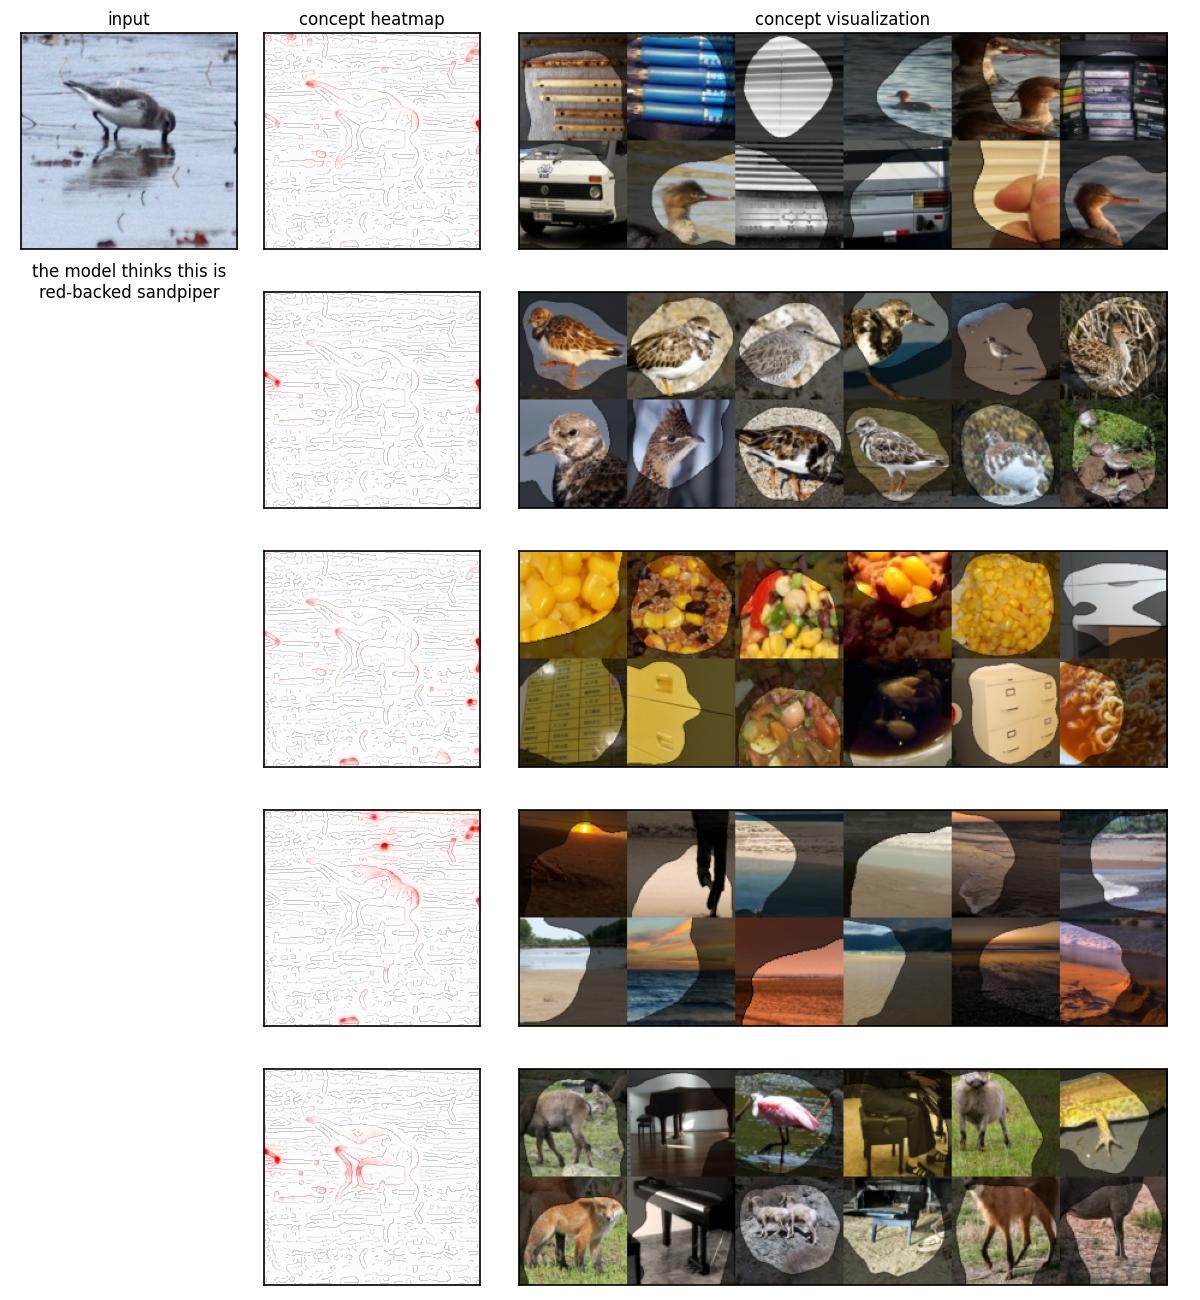 input
concept heatmap
concept visualization
the model thinks this is
red-backed sandpiper